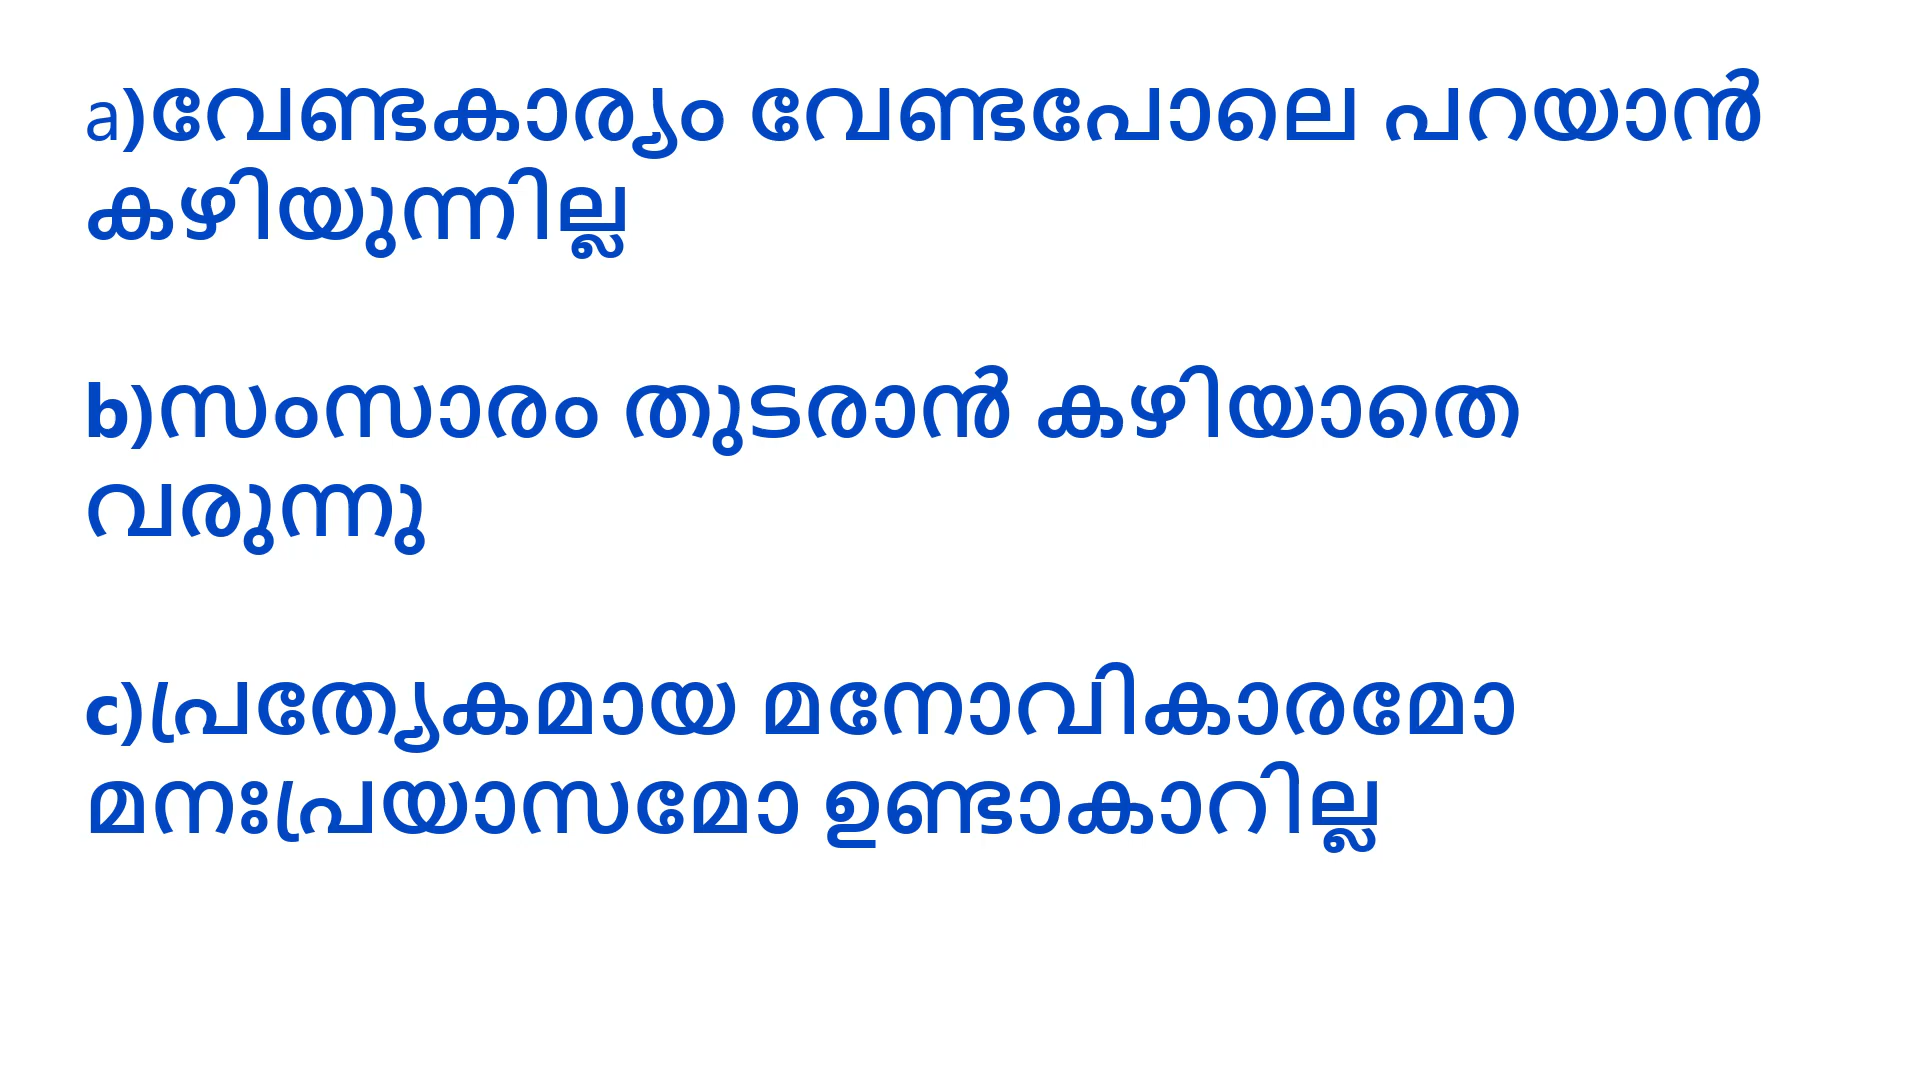 a)വേണ്ടകാര്യം വേണ്ടപോലെ പറയാൻ
കഴിയുന്നില്ല
b)സംസാരം തുടരാൻ കഴിയാതെ
വരുന്നു
c)പ്രത്യേകമായ മനോവികാരമോ
മനഃപ്രയാസമോ ഉണ്ടാകാറില്ല